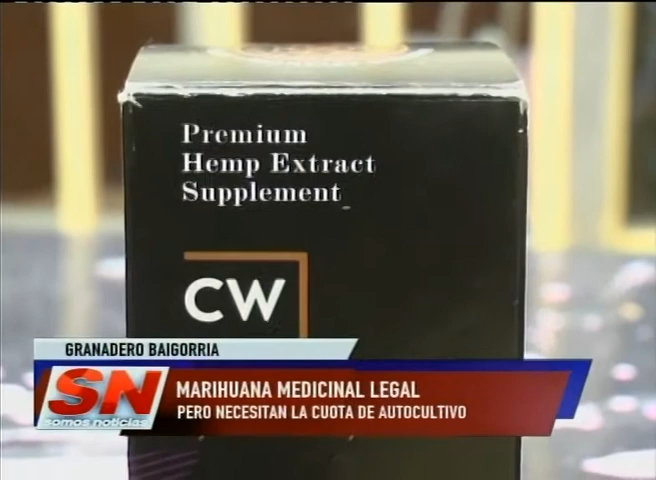 Premium
Hemp Extract
Supplement
CW
GRANADERO BAIGORRIA
SN
somos noticias
MARIHUANA MEDICINAL LEGAL
PERO NECESITAN LA CUOTA DE AUTOCULTIVO